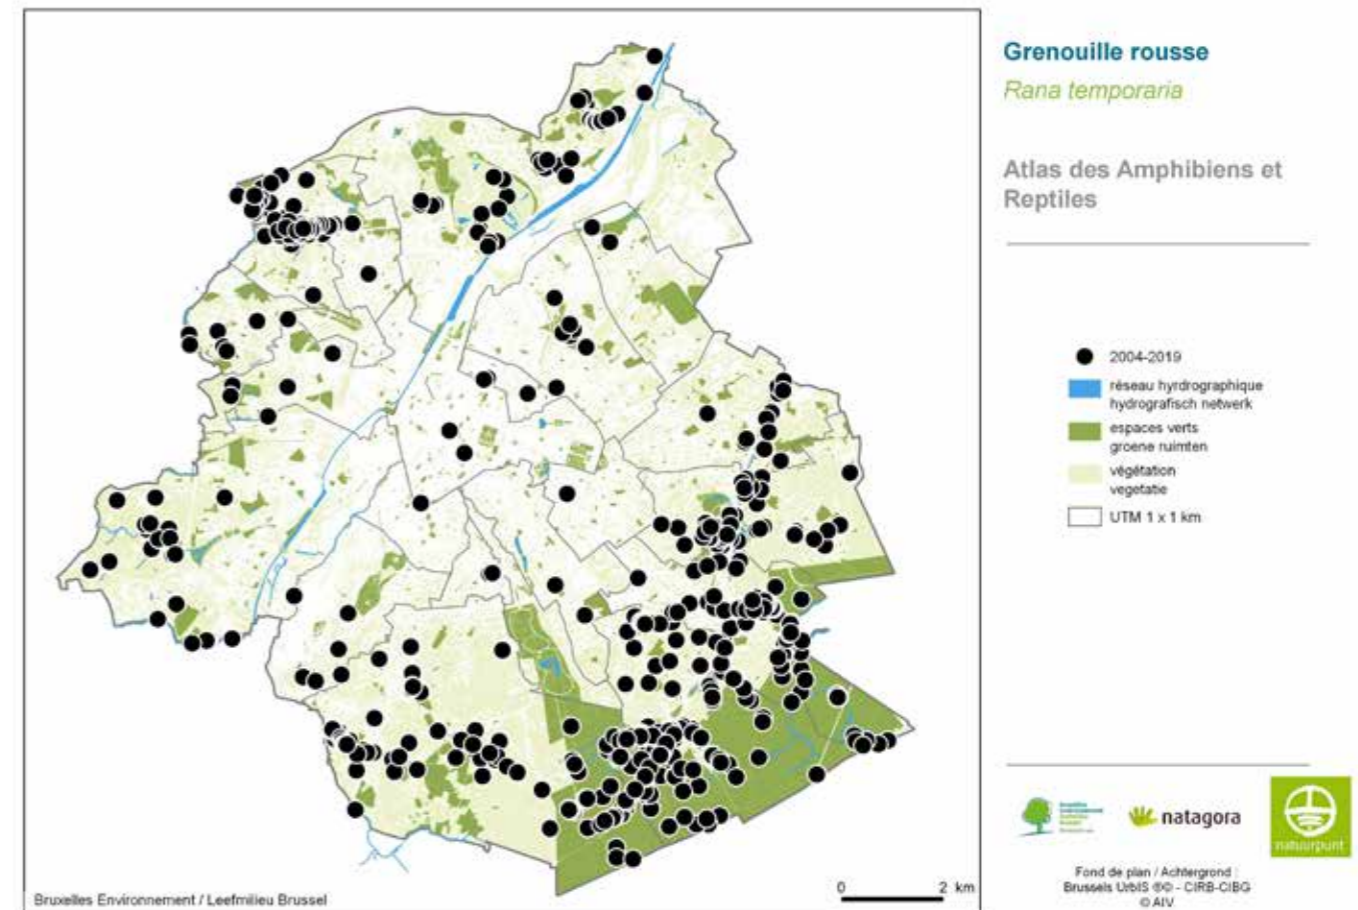 Grenouille rousse
Rana temporaria
Atlas des Amphibiens et
Reptiles
2004-2019
réseau hyrdrographique
hydrografisch netwerk
espaces verts
groene ruimten
végétation
vegetatie
UTM 1 x 1 km
natagora
natuurpunt
Fond de plan / Achtergrond :
Brussels UrbIS ®© - CIRB-CIBG
© AIV
0 2 km
Bruxelles Environnement / Leefmilieu Brussel